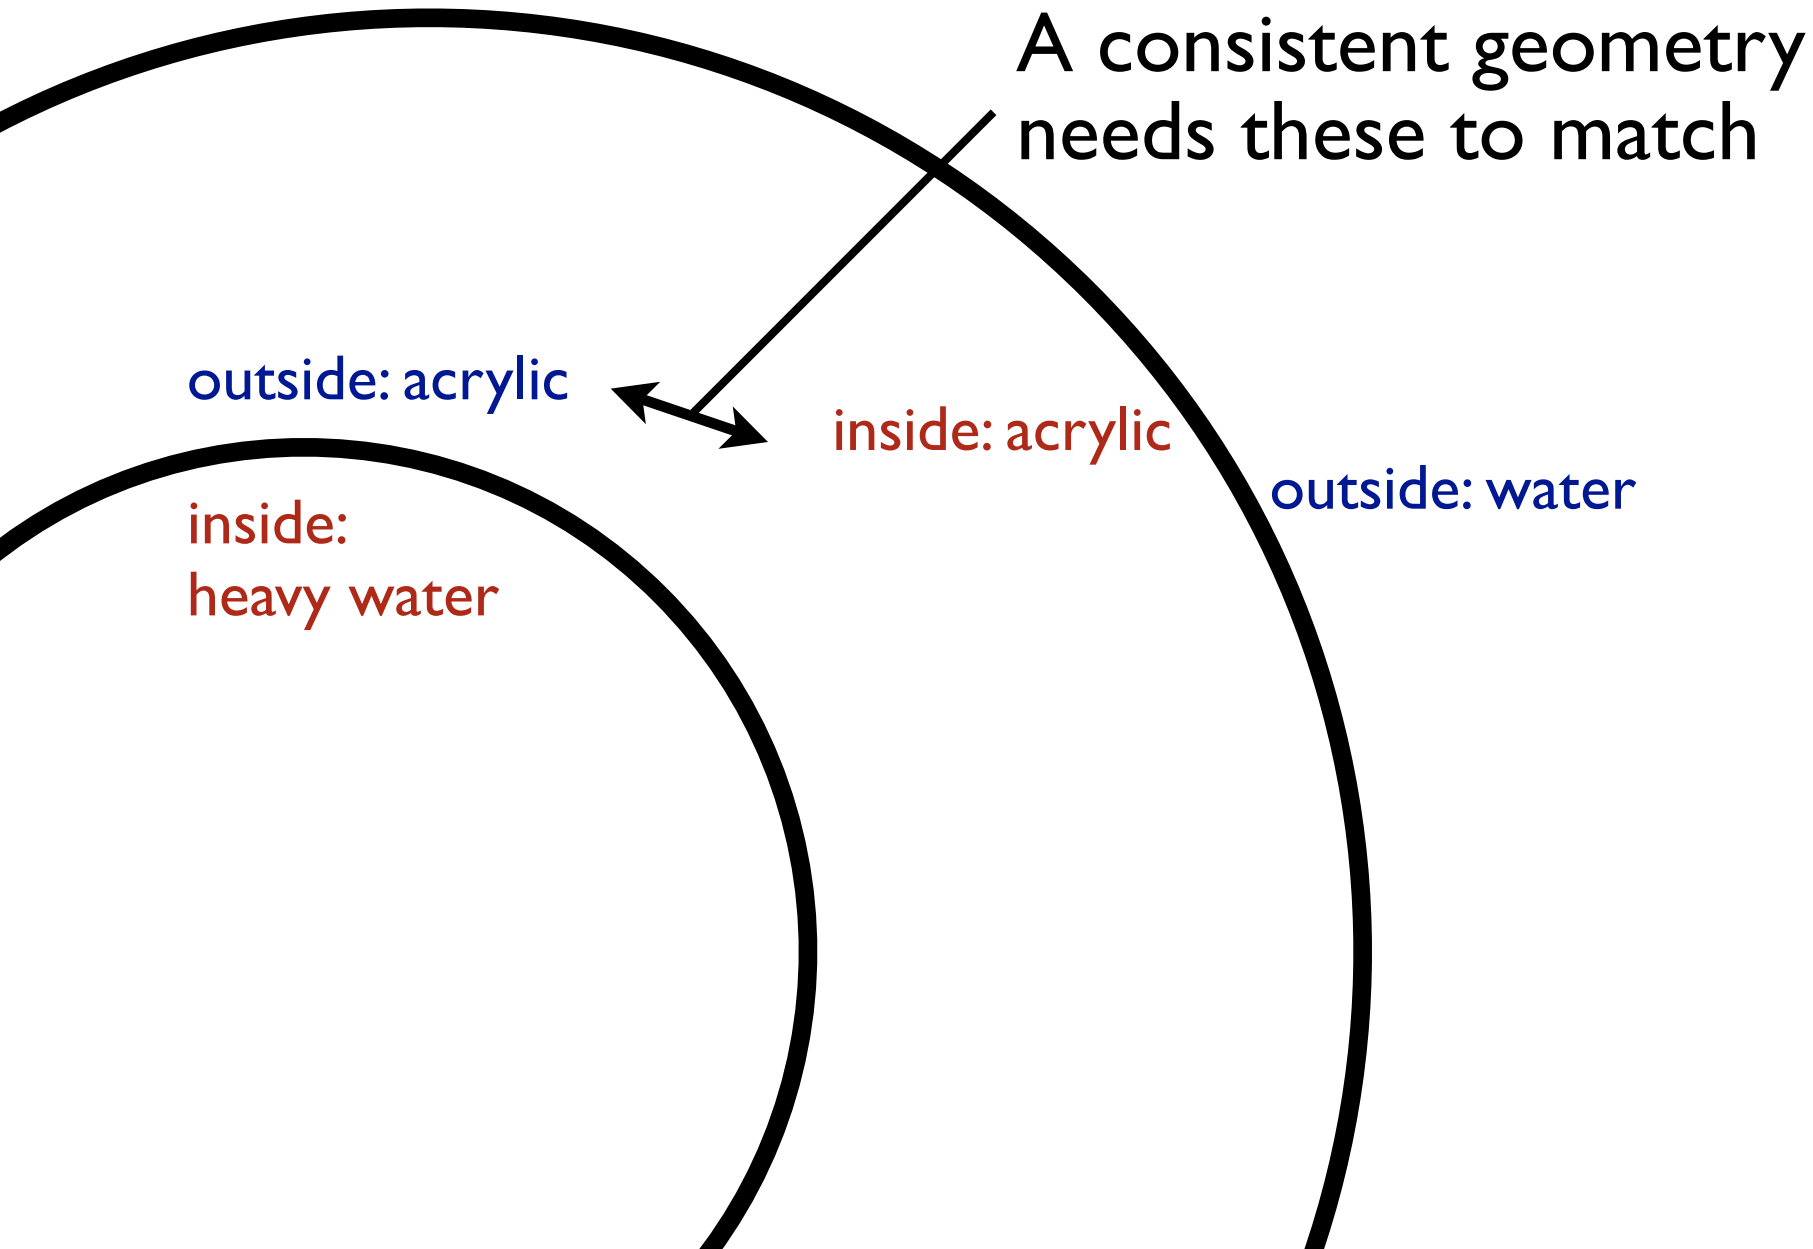 A consistent geometry
needs these to match
outside: acrylic
inside: acrylic
outside: water
inside:
heavy water